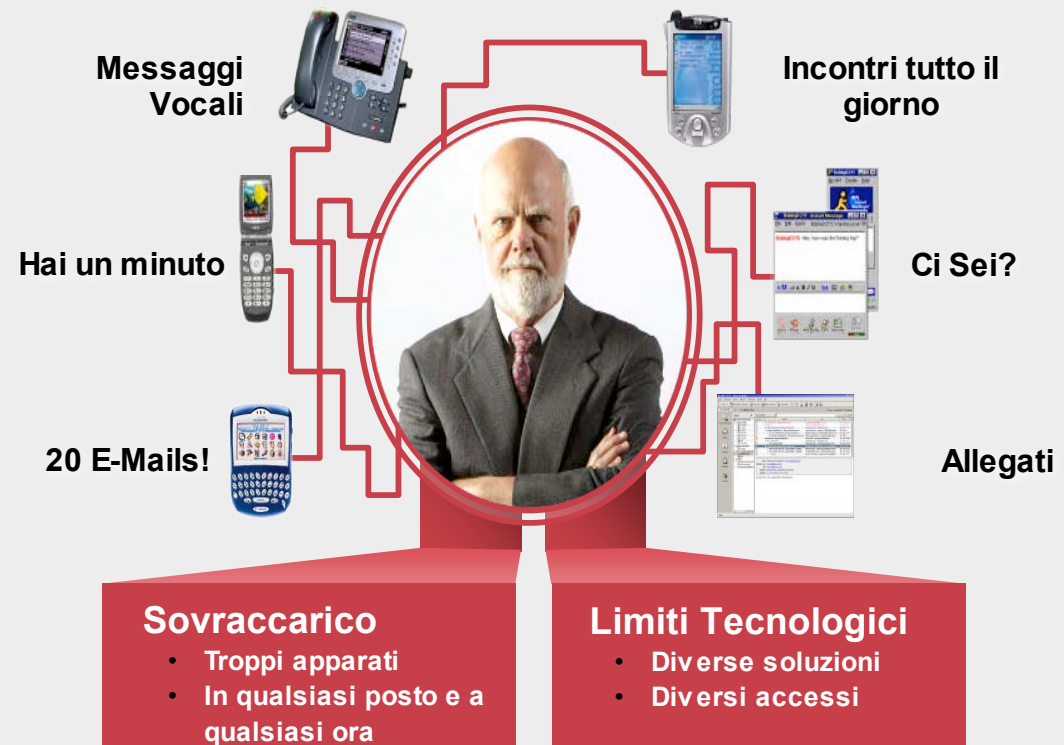 Messaggi
Vocali
Incontri tutto il
giorno
Hai un minuto
Ci Sei?
20 E-Mails!
Allegati
Sovraccarico
• Troppi apparati
• In qualsiasi posto e a
qualsiasi ora
Limiti Tecnologici
• Diverse soluzioni
• Diversi accessi